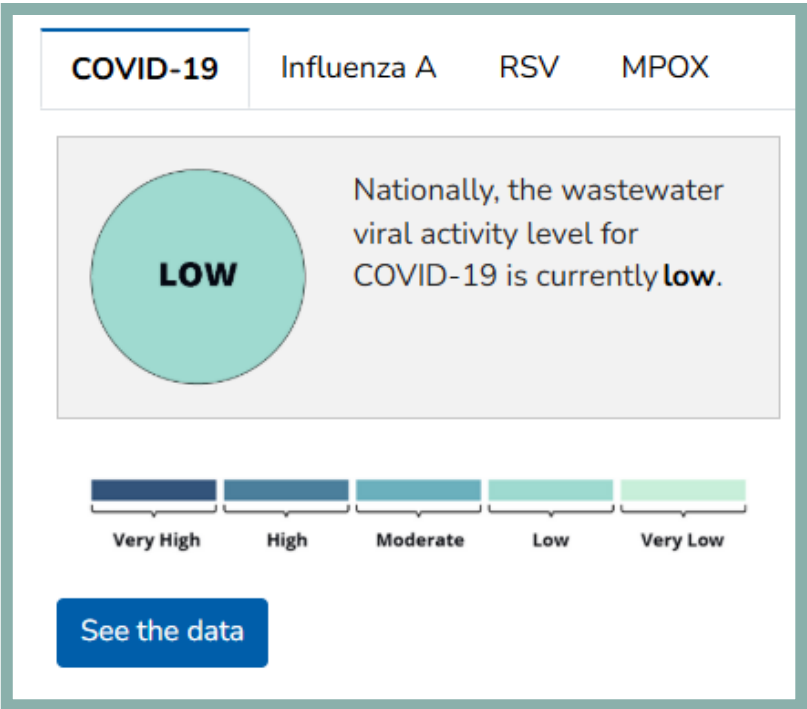 COVID-19 Influenza A RSV MPOX
LOW
Nationally, the wastewater
viral activity level for
COVID-19 is currently low.
Very High High Moderate Low Very Low
See the data